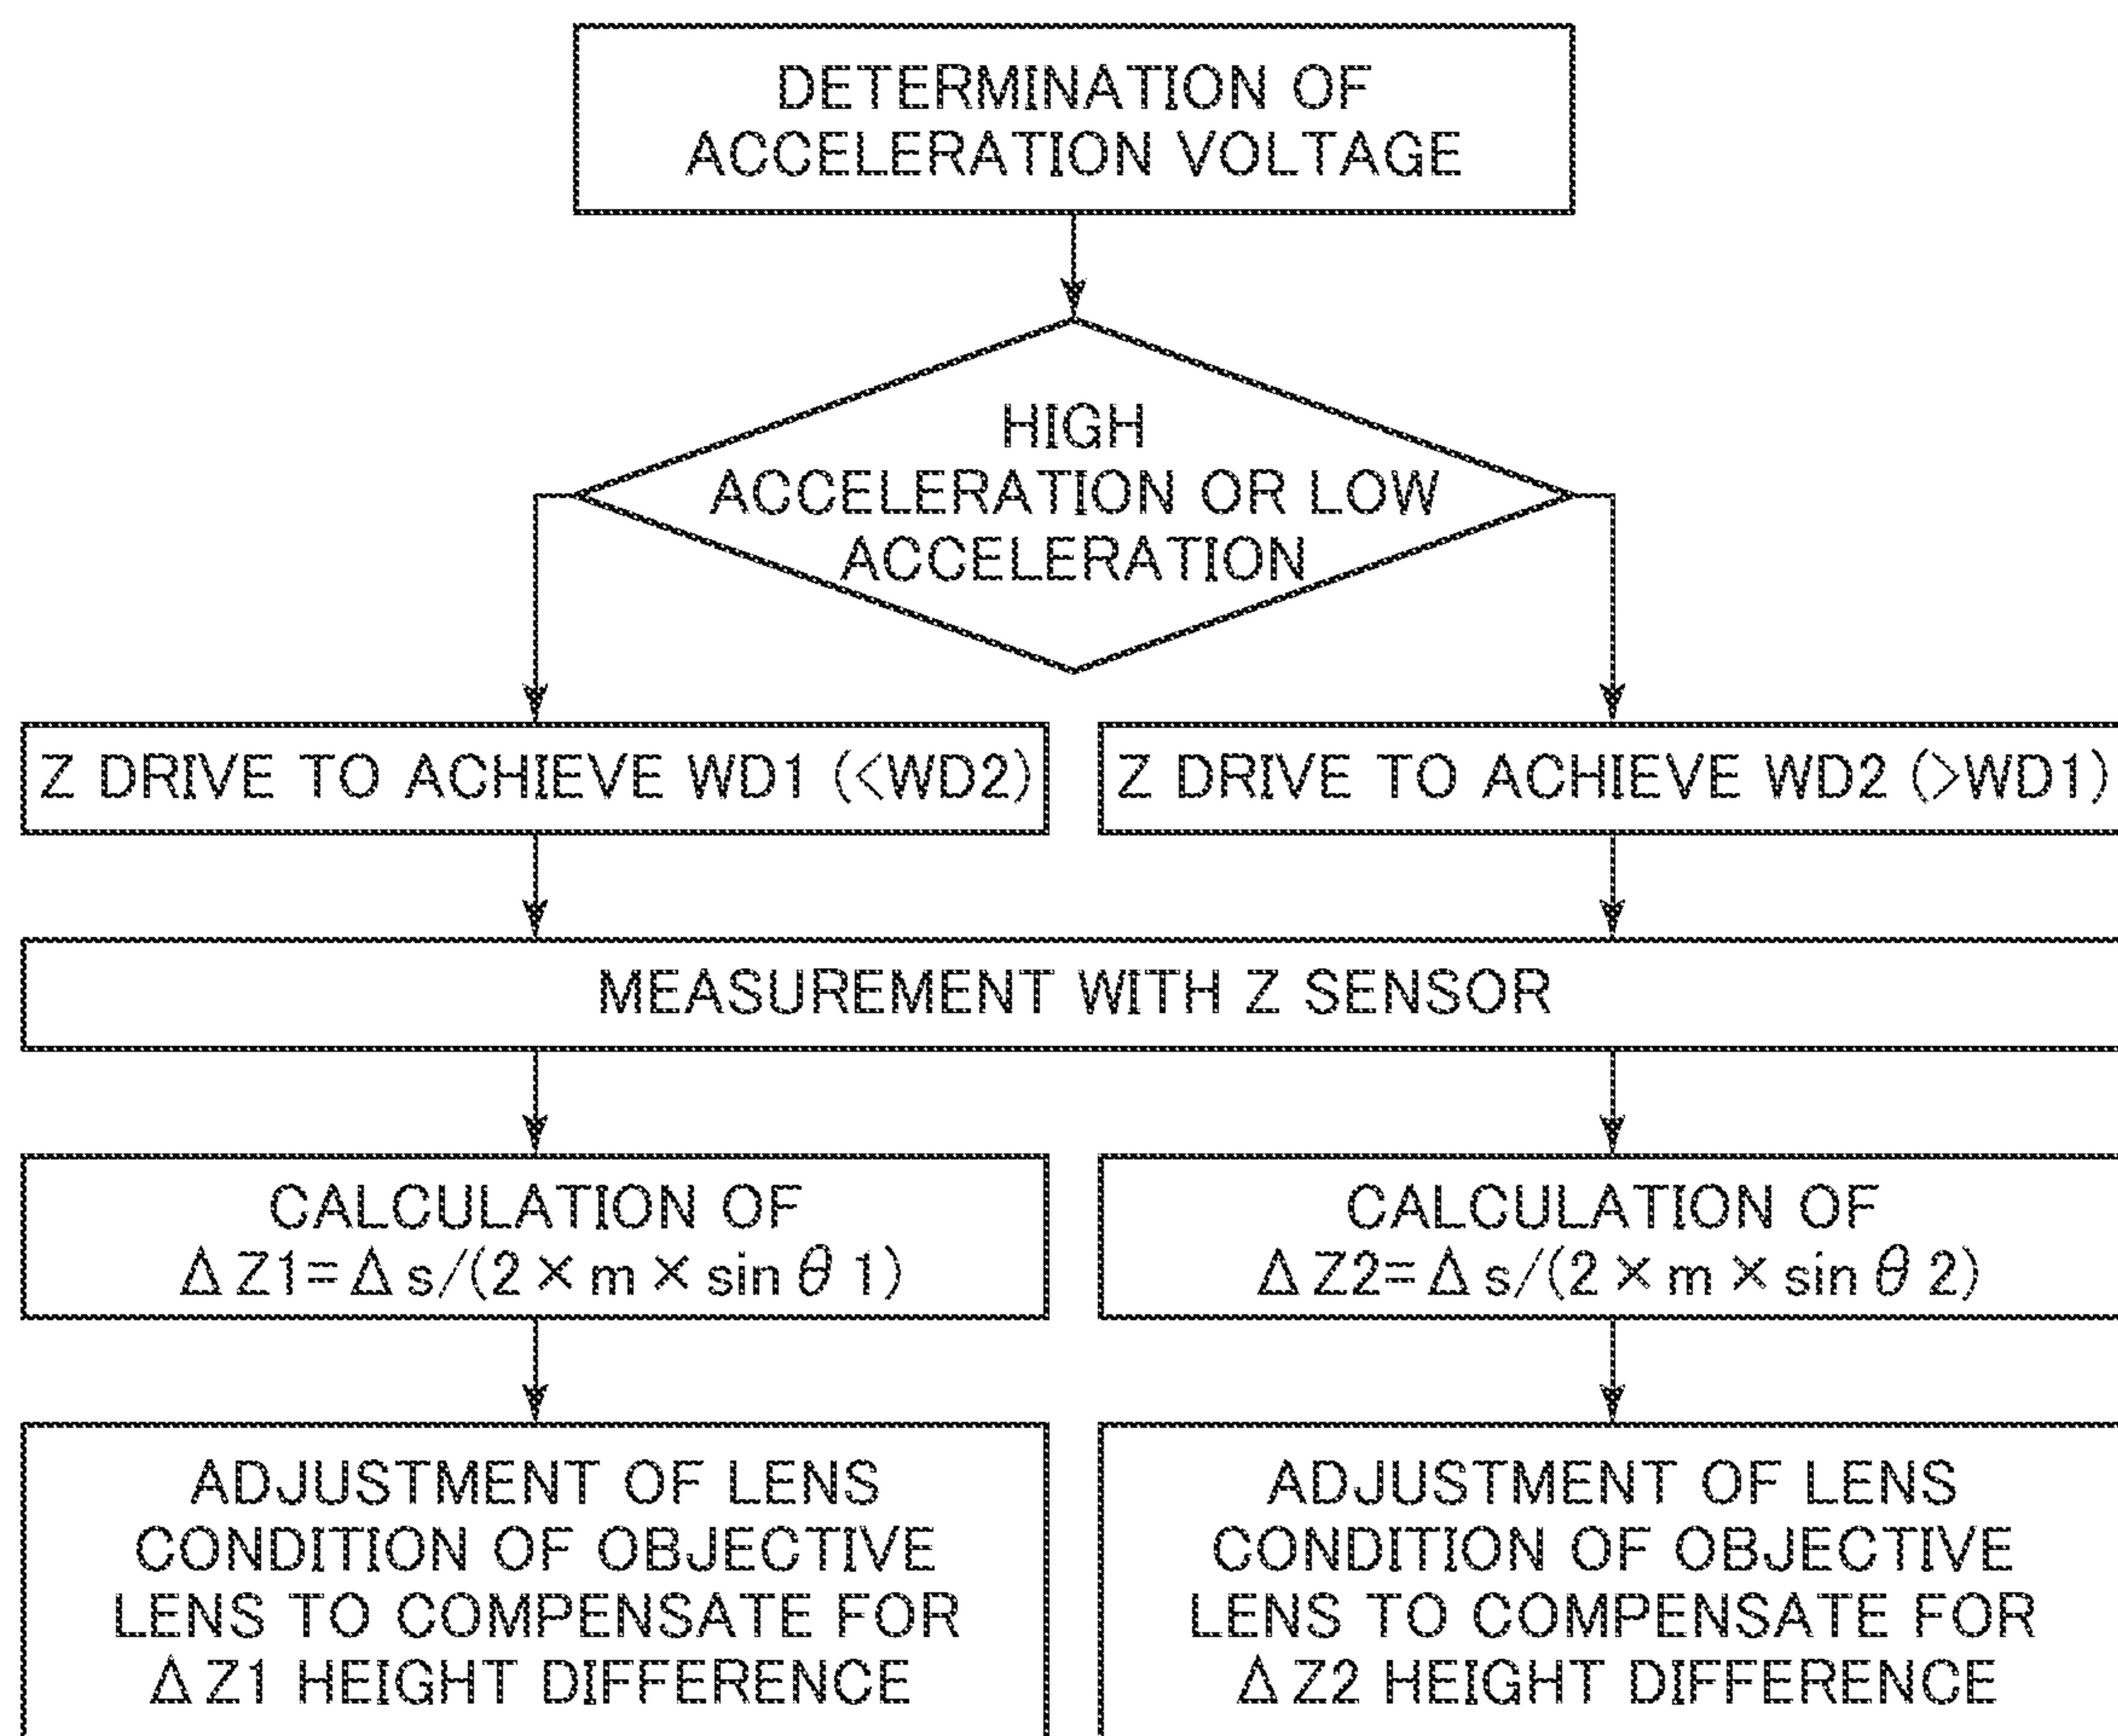 DETERMINATION OF
ACCELERATION VOLTAGE
HIGH
ACCELERATION OR LOW
ACCELERATION
Z DRIVE TO ACHIEVE WD1 (<WD2)
Z DRIVE TO ACHIEVE WD2 (>WD1)
MEASUREMENT WITH Z SENSOR
CALCULATION OF
ΔZ1=Δs/(2×m×sinθ1)
CALCULATION OF
ΔZ2=Δs/(2×m×sinθ2)
ADJUSTMENT OF LENS
CONDITION OF OBJECTIVE
LENS TO COMPENSATE FOR
ΔZ1 HEIGHT DIFFERENCE
ADJUSTMENT OF LENS
CONDITION OF OBJECTIVE
LENS TO COMPENSATE FOR
ΔZ2 HEIGHT DIFFERENCE